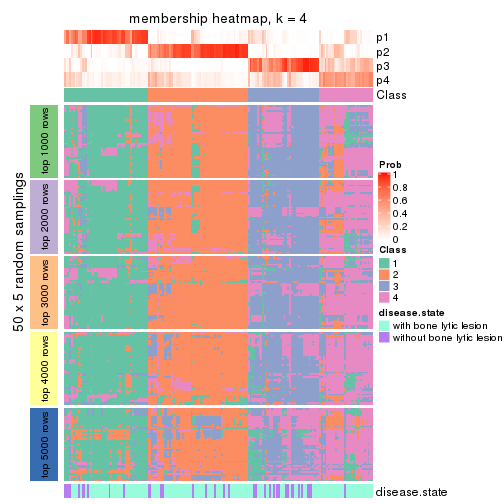 membership heatmap, k = 4
p1
p2
p3
p4
Class
50 x 5 random samplings
top 1000 rows
top 2000 rows
top 3000 rows
top 4000 rows
top 5000 rows
disease.state
Prob
1
0.8
0.6
0.4
0.2
0
Class
1
2
3
4
disease.state
with bone lytic lesion
without bone lytic lesion